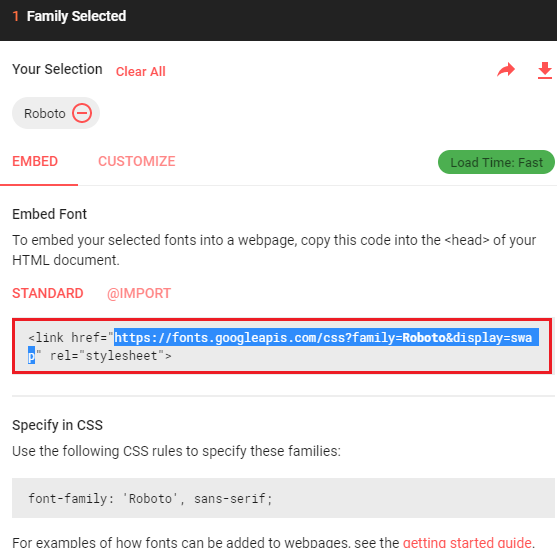 1 Family Selected
Your Selection Clear All
Roboto
EMBED CUSTOMIZE Load Time: Fast
Embed Font
To embed your selected fonts into a webpage, copy this code into the <head> of your
HTML document.
STANDARD @IMPORT
<link href="https://fonts.googleapis.com/css?family=Roboto&display=swa
p" rel="stylesheet">
Specify in CSS
Use the following CSS rules to specify these families:
font-family: 'Roboto', sans-serif;
For examples of how fonts can be added to webpages, see the getting started guide.